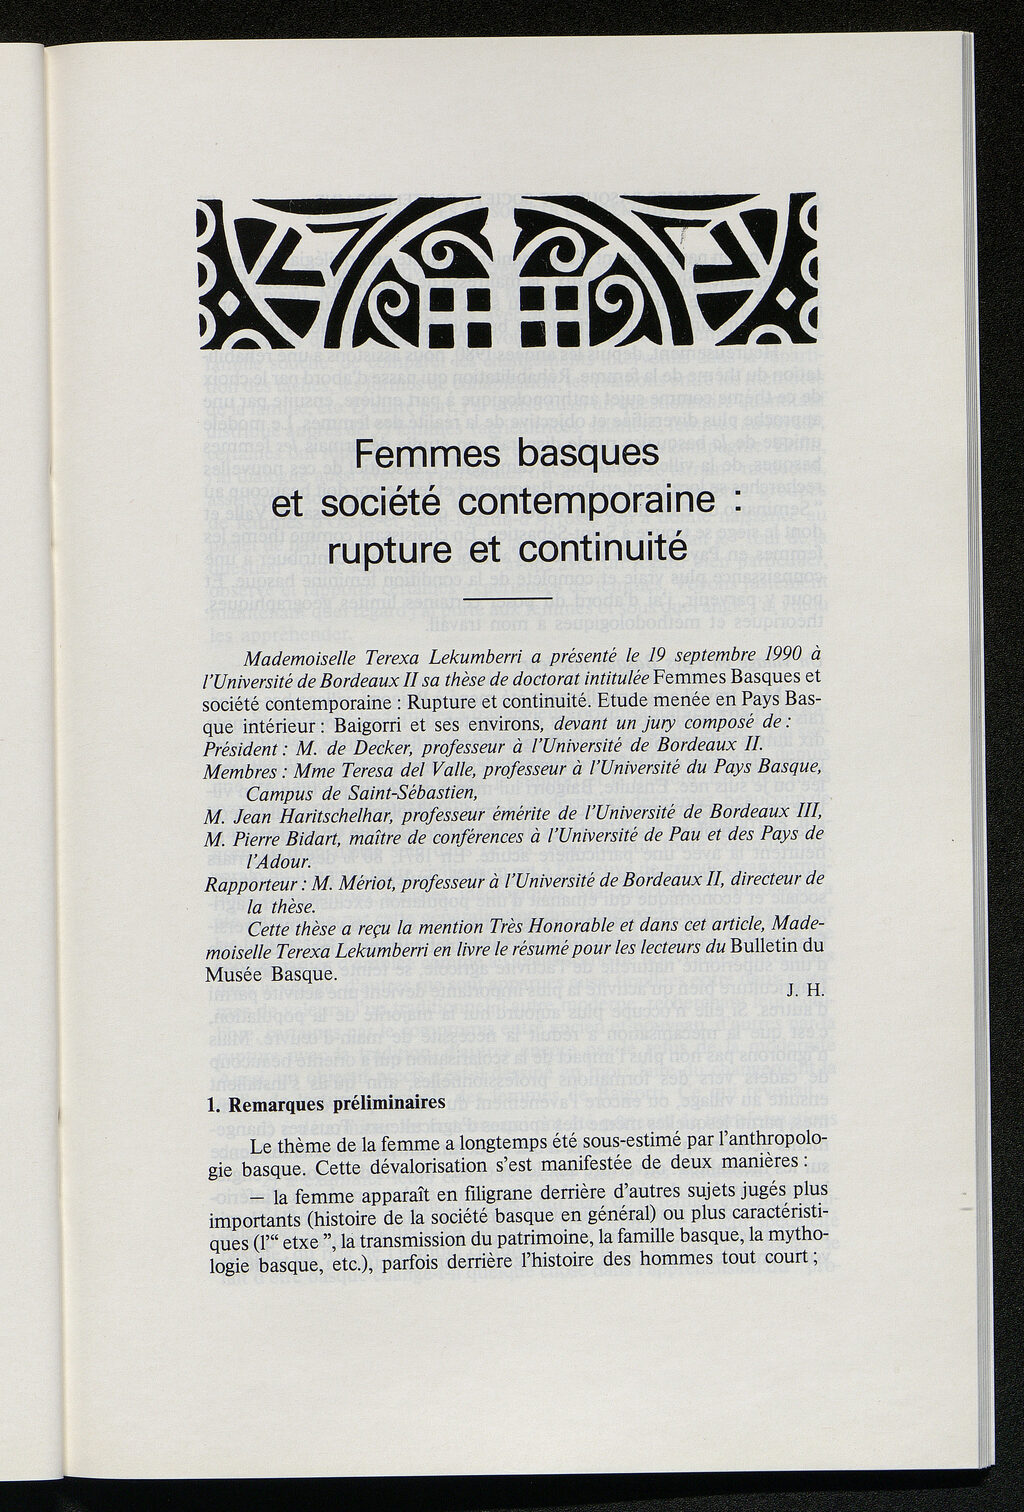 Femmes basques
et société contemporaine :
rupture et continuité
Mademoiselle Terexa Lekumberri a présenté le 19 septembre 1990 à
l'Université de Bordeaux II sa thèse de doctorat intitulée Femmes Basques et
société contemporaine : Rupture et continuité. Etude menée en Pays Bas-
que intérieur : Baigorri et ses environs, devant un jury composé de :
Président : M. de Decker, professeur à l'Université de Bordeaux II.
Membres : Mme Teresa del Valle, professeur à l'Université du Pays Basque,
Campus de Saint-Sébastien,
M. Jean Haritschelhar, professeur émérite de l'Université de Bordeaux III,
M. Pierre Bidart, maître de conférences à l'Université de Pau et des Pays de
l'Adour.
Rapporteur : M. Mériot, professeur à l'Université de Bordeaux II, directeur de
la thèse.
Cette thèse a reçu la mention Très Honorable et dans cet article, Made-
moiselle Terexa Lekumberri en livre le résumé pour les lecteurs du Bulletin du
Musée Basque.
J. H.
1. Remarques préliminaires
Le thème de la femme a longtemps été sous-estimé par l'anthropolo-
gie basque. Cette dévalorisation s'est manifestée de deux manières :
— la femme apparaît en filigrane derrière d'autres sujets jugés plus
importants (histoire de la société basque en général) ou plus caractéristi-
ques (l'“ etxe ”, la transmission du patrimoine, la famille basque, la mytho-
logie basque, etc.), parfois derrière l'histoire des hommes tout court ;